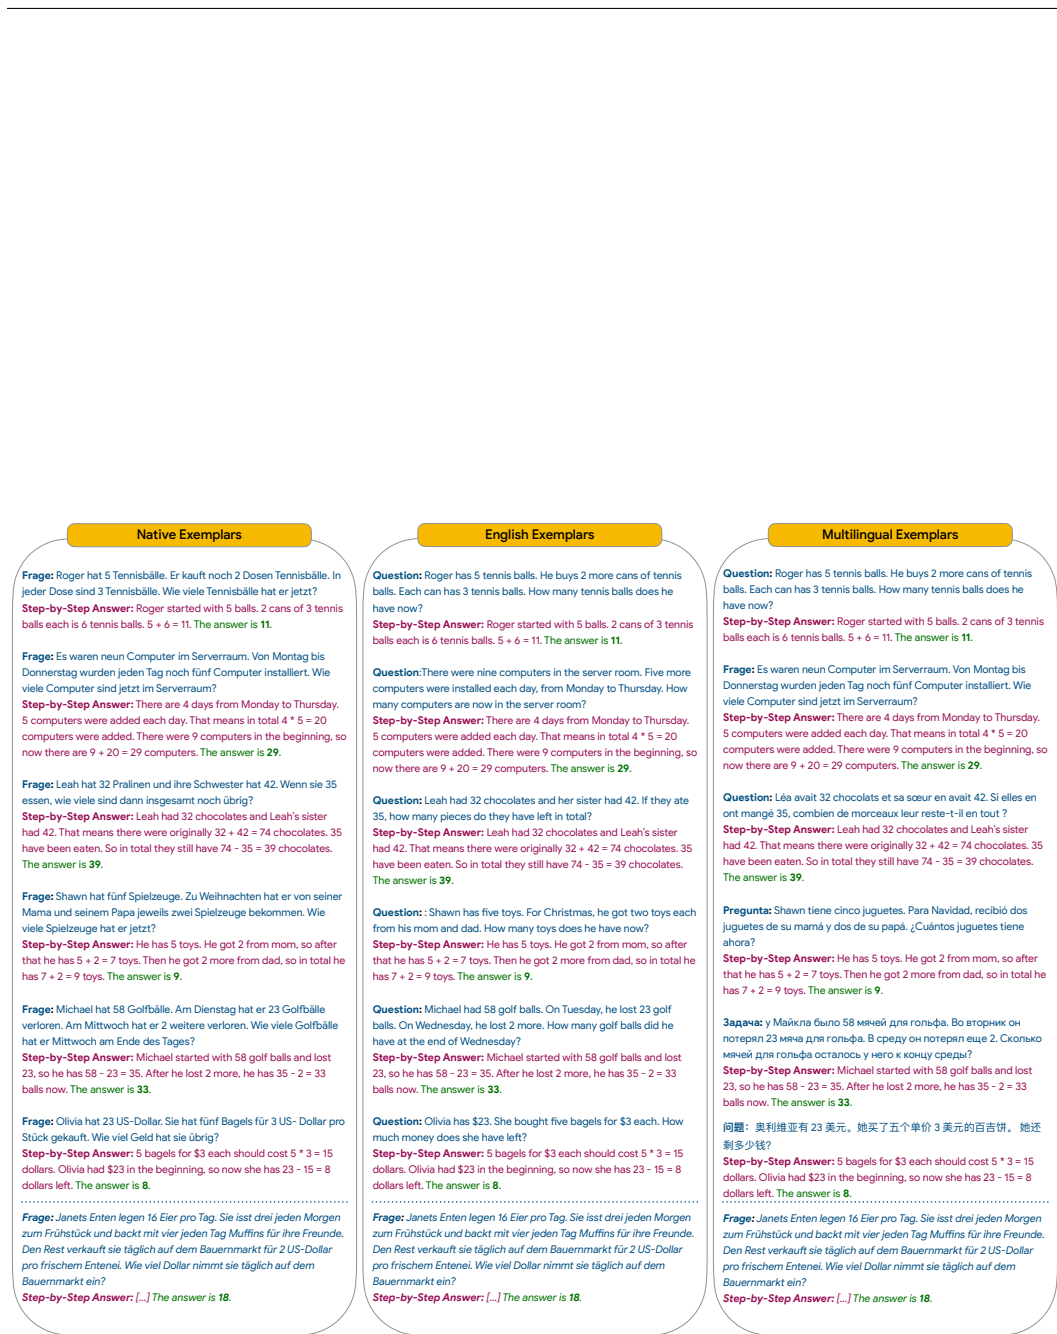 Native Exemplars
Frage: Roger hat 5 Tennisbälle. Er kauft noch 2 Dosen Tennisbälle. In
jeder Dose sind 3 Tennisbälle. Wie viele Tennisbälle hat er jetzt?
Step-by-Step Answer: Roger started with 5 balls. 2 cans of 3 tennis
balls each is 6 tennis balls. 5 + 6 = 11. The answer is 11.
Frage: Es waren neun Computer im Serverraum. Von Montag bis
Donnerstag wurden jeden Tag noch fünf Computer installiert. Wie
viele Computer sind jetzt im Serverraum?
Step-by-Step Answer: There are 4 days from Monday to Thursday.
5 computers were added each day. That means in total 4 * 5 = 20
computers were added. There were 9 computers in the beginning, so
now there are 9 + 20 = 29 computers. The answer is 29.
Frage: Leah hat 32 Pralinen und ihre Schwester hat 42. Wenn sie 35
essen, wie viele sind dann insgesamt noch übrig?
Step-by-Step Answer: Leah had 32 chocolates and Leah's sister
had 42. That means there were originally 32 + 42 = 74 chocolates. 35
have been eaten. So in total they still have 74 - 35 = 39 chocolates.
The answer is 39.
Frage: Shawn hat fünf Spielzeuge. Zu Weihnachten hat er von seiner
Mama und seinem Papa jeweils zwei Spielzeuge bekommen. Wie
viele Spielzeuge hat er jetzt?
Step-by-Step Answer: He has 5 toys. He got 2 from mom, so after
that he has 5 + 2 = 7 toys. Then he got 2 more from dad, so in total he
has 7 + 2 = 9 toys. The answer is 9.
Frage: Michael hat 58 Golfbälle. Am Dienstag hat er 23 Golfbälle
verloren. Am Mittwoch hat er 2 weitere verloren. Wie viele Golfbälle
hat er Mittwoch am Ende des Tages?
Step-by-Step Answer: Michael started with 58 golf balls and lost
23, so he has 58 - 23 = 35. After he lost 2 more, he has 35 - 2 = 33
balls now. The answer is 33.
Frage: Olivia hat 23 US-Dollar. Sie hat fünf Bagels für 3 US- Dollar pro
Stück gekauft. Wie viel Geld hat sie übrig?
Step-by-Step Answer: 5 bagels for $3 each should cost 5 * 3 = 15
dollars. Olivia had $23 in the beginning, so now she has 23 - 15 = 8
dollars left. The answer is 8.
Frage: Janets Enten legen 16 Eier pro Tag. Sie isst drei jeden Morgen
zum Frühstück und backt mit vier jeden Tag Muffins für ihre Freunde.
Den Rest verkauft sie täglich auf dem Bauernmarkt für 2 US-Dollar
pro frischem Entenei. Wie viel Dollar nimmt sie täglich auf dem
Bauernmarkt ein?
Step-by-Step Answer: [...] The answer is 18.
English Exemplars
Question: Roger has 5 tennis balls. He buys 2 more cans of tennis
balls. Each can has 3 tennis balls. How many tennis balls does he
have now?
Step-by-Step Answer: Roger started with 5 balls. 2 cans of 3 tennis
balls each is 6 tennis balls. 5 + 6 = 11. The answer is 11.
Question:There were nine computers in the server room. Five more
computers were installed each day, from Monday to Thursday. How
many computers are now in the server room?
Step-by-Step Answer: There are 4 days from Monday to Thursday.
5 computers were added each day. That means in total 4 * 5 = 20
computers were added. There were 9 computers in the beginning, so
now there are 9 + 20 = 29 computers. The answer is 29.
Question: Leah had 32 chocolates and her sister had 42. If they ate
35, how many pieces do they have left in total?
Step-by-Step Answer: Leah had 32 chocolates and Leah's sister
had 42. That means there were originally 32 + 42 = 74 chocolates. 35
have been eaten. So in total they still have 74 - 35 = 39 chocolates.
The answer is 39.
Question: : Shawn has five toys. For Christmas, he got two toys each
from his mom and dad. How many toys does he have now?
Step-by-Step Answer: He has 5 toys. He got 2 from mom, so after
that he has 5 + 2 = 7 toys. Then he got 2 more from dad, so in total he
has 7 + 2 = 9 toys. The answer is 9.
Question: Michael had 58 golf balls. On Tuesday, he lost 23 golf
balls. On Wednesday, he lost 2 more. How many golf balls did he
have at the end of Wednesday?
Step-by-Step Answer: Michael started with 58 golf balls and lost
23, so he has 58 - 23 = 35. After he lost 2 more, he has 35 - 2 = 33
balls now. The answer is 33.
Question: Olivia has $23. She bought five bagels for $3 each. How
much money does she have left?
Step-by-Step Answer: 5 bagels for $3 each should cost 5 * 3 = 15
dollars. Olivia had $23 in the beginning, so now she has 23 - 15 = 8
dollars left. The answer is 8.
Frage: Janets Enten legen 16 Eier pro Tag. Sie isst drei jeden Morgen
zum Frühstück und backt mit vier jeden Tag Muffins für ihre Freunde.
Den Rest verkauft sie täglich auf dem Bauernmarkt für 2 US-Dollar
pro frischem Entenei. Wie viel Dollar nimmt sie täglich auf dem
Bauernmarkt ein?
Step-by-Step Answer: [...] The answer is 18.
Multilingual Exemplars
Question: Roger has 5 tennis balls. He buys 2 more cans of tennis
balls. Each can has 3 tennis balls. How many tennis balls does he
have now?
Step-by-Step Answer: Roger started with 5 balls. 2 cans of 3 tennis
balls each is 6 tennis balls. 5 + 6 = 11. The answer is 11.
Frage: Es waren neun Computer im Serverraum. Von Montag bis
Donnerstag wurden jeden Tag noch fünf Computer installiert. Wie
viele Computer sind jetzt im Serverraum?
Step-by-Step Answer: There are 4 days from Monday to Thursday.
5 computers were added each day. That means in total 4 * 5 = 20
computers were added. There were 9 computers in the beginning, so
now there are 9 + 20 = 29 computers. The answer is 29.
Question: Léa avait 32 chocolats et sa sœur en avait 42. Si elles en
ont mangé 35, combien de morceaux leur reste-t-il en tout ?
Step-by-Step Answer: Leah had 32 chocolates and Leah's sister
had 42. That means there were originally 32 + 42 = 74 chocolates. 35
have been eaten. So in total they still have 74 - 35 = 39 chocolates.
The answer is 39.
Pregunta: Shawn tiene cinco juguetes. Para Navidad, recibió dos
juguetes de su mamá y dos de su papá. ¿Cuántos juguetes tiene
ahora?
Step-by-Step Answer: He has 5 toys. He got 2 from mom, so after
that he has 5 + 2 = 7 toys. Then he got 2 more from dad, so in total he
has 7 + 2 = 9 toys. The answer is 9.
Задача: у Майкла было 58 мячей для гольфа. Во вторник он
потерял 23 мяча для гольфа. В среду он потерял еще 2. Сколько
мячей для гольфа осталось у него к концу среды?
Step-by-Step Answer: Michael started with 58 golf balls and lost
23, so he has 58 - 23 = 35. After he lost 2 more, he has 35 - 2 = 33
balls now. The answer is 33.
问题：奥利维亚有 23 美元。她买了五个单价 3 美元的百吉饼。 她还
剩多少钱?
Step-by-Step Answer: 5 bagels for $3 each should cost 5 * 3 = 15
dollars. Olivia had $23 in the beginning, so now she has 23 - 15 = 8
dollars left. The answer is 8.
Frage: Janets Enten legen 16 Eier pro Tag. Sie isst drei jeden Morgen
zum Frühstück und backt mit vier jeden Tag Muffins für ihre Freunde.
Den Rest verkauft sie täglich auf dem Bauernmarkt für 2 US-Dollar
pro frischem Entenei. Wie viel Dollar nimmt sie täglich auf dem
Bauernmarkt ein?
Step-by-Step Answer: [...] The answer is 18.